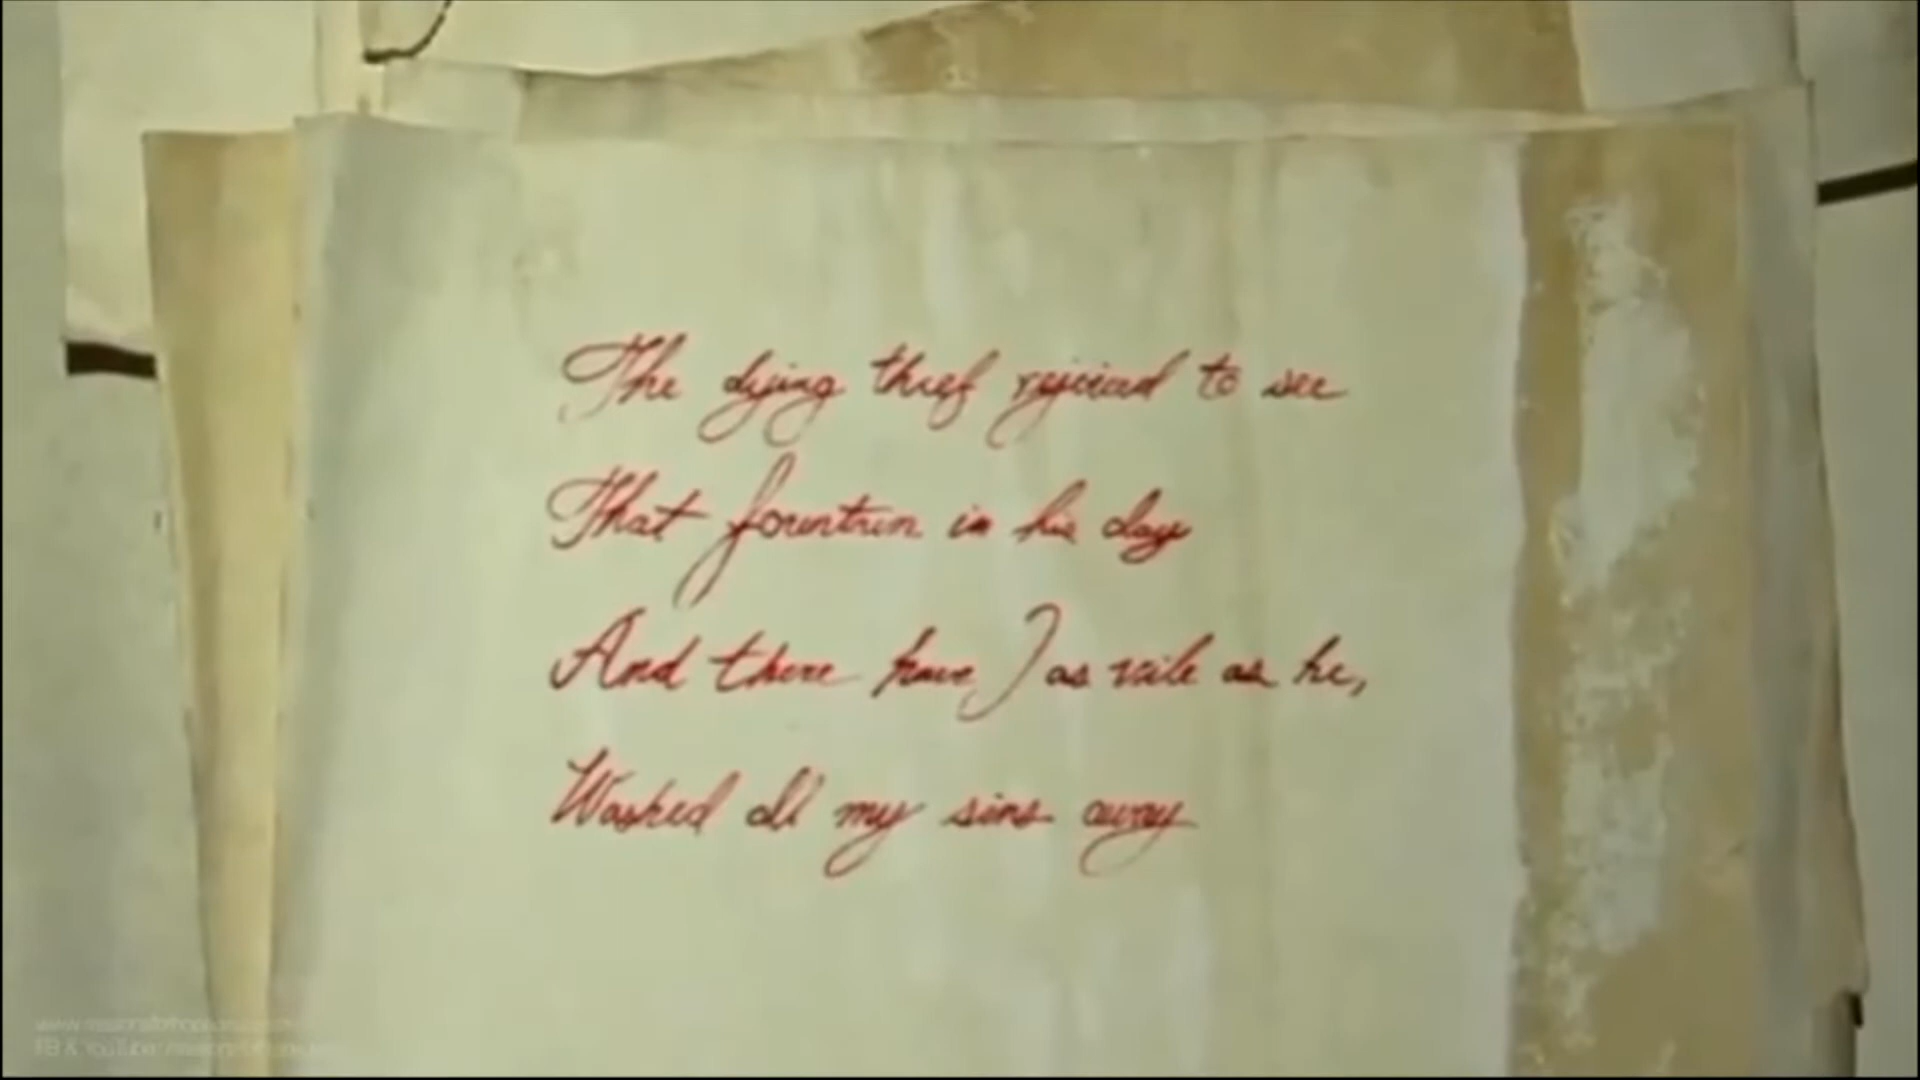 The dying thief rejoiced to see
That fountain in his day
And there have I as vile as he,
Washed all my sins away